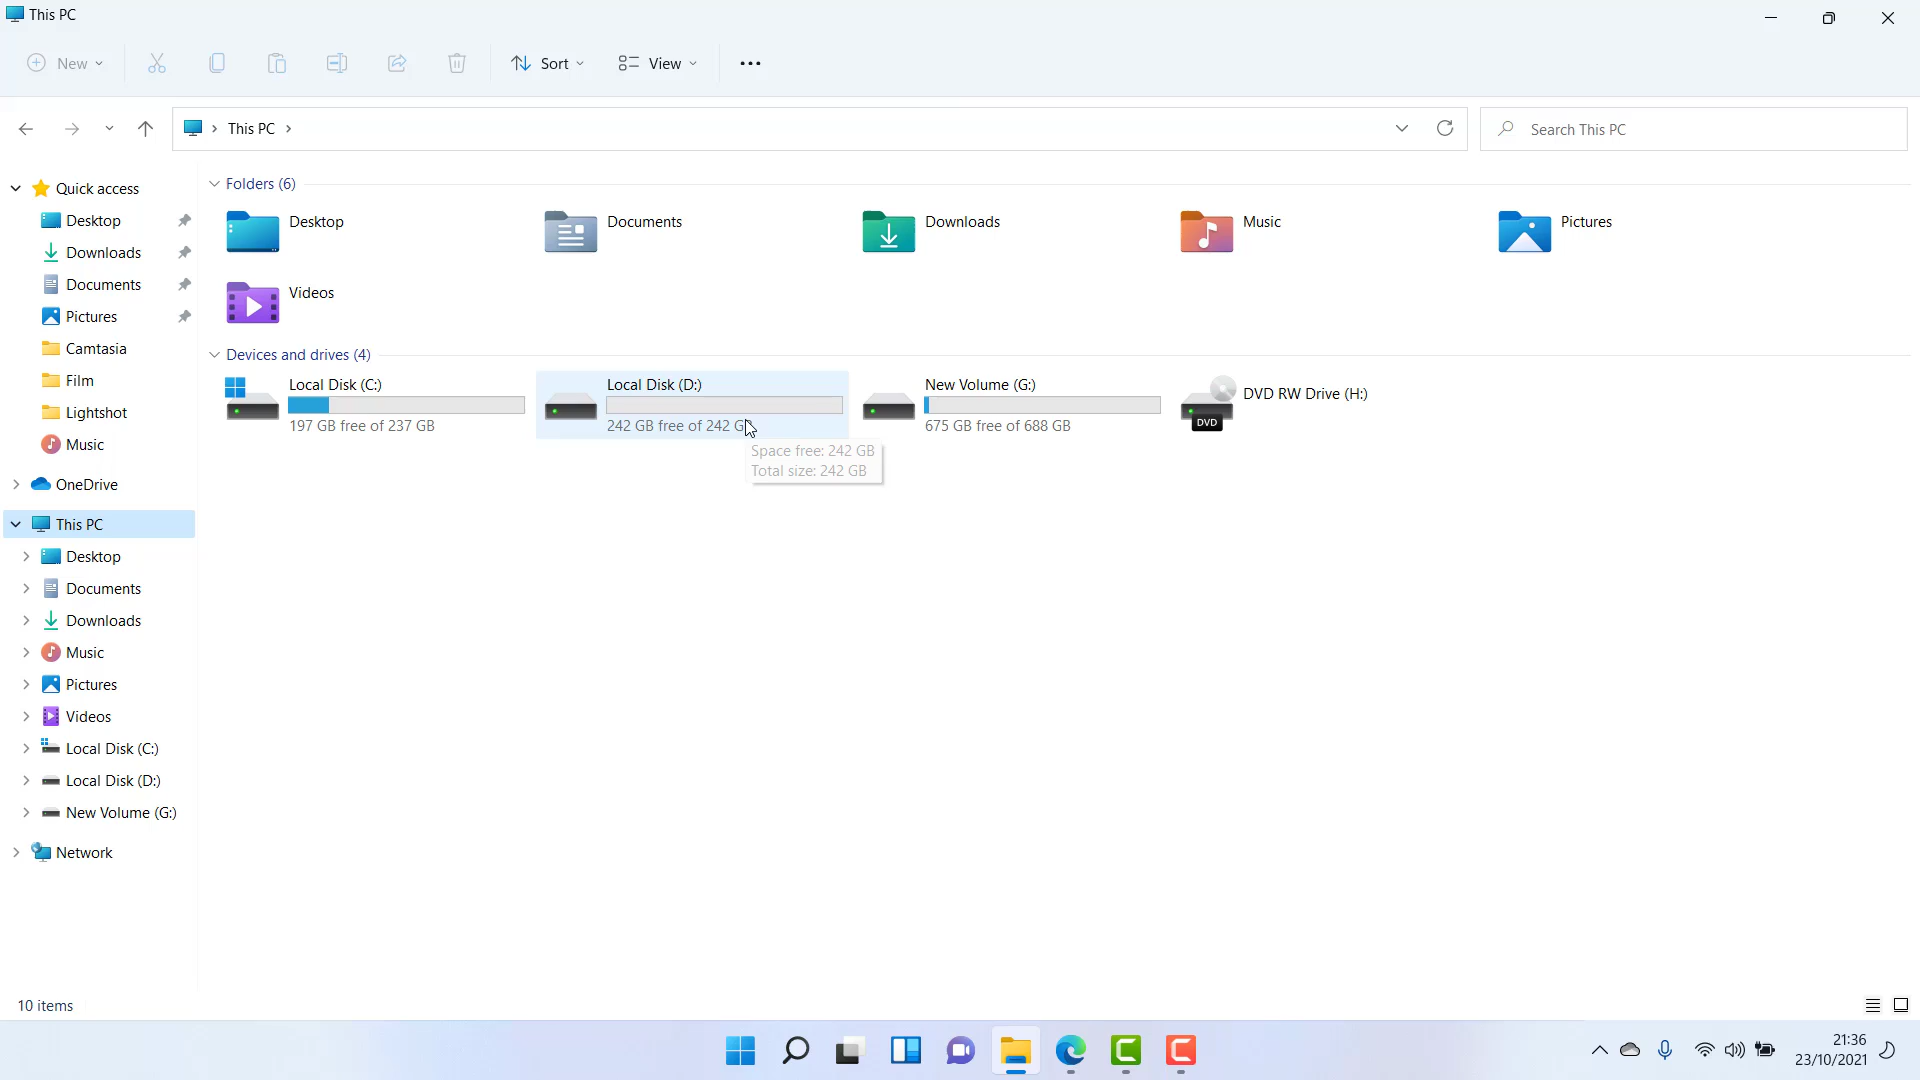 This PC
New
Sort
View
This PC
Search This PC
Quick access
Desktop
Downloads
Documents
Pictures
Camtasia
Film
Lightshot
Music
OneDrive
This PC
Desktop
Documents
Downloads
Music
Pictures
Videos
Local Disk (C:)
Local Disk (D:)
New Volume (G:)
Network
Folders (6)
Desktop
Documents
Downloads
Music
Pictures
Videos
Devices and drives (4)
Local Disk (C:)
197 GB free of 237 GB
Local Disk (D:)
242 GB free of 242
Space free: 242 GB
Total size: 242 GB
New Volume (G:)
675 GB free of 688 GB
DVD RW Drive (H:)
DVD
10 items
21:36
23/10/2021